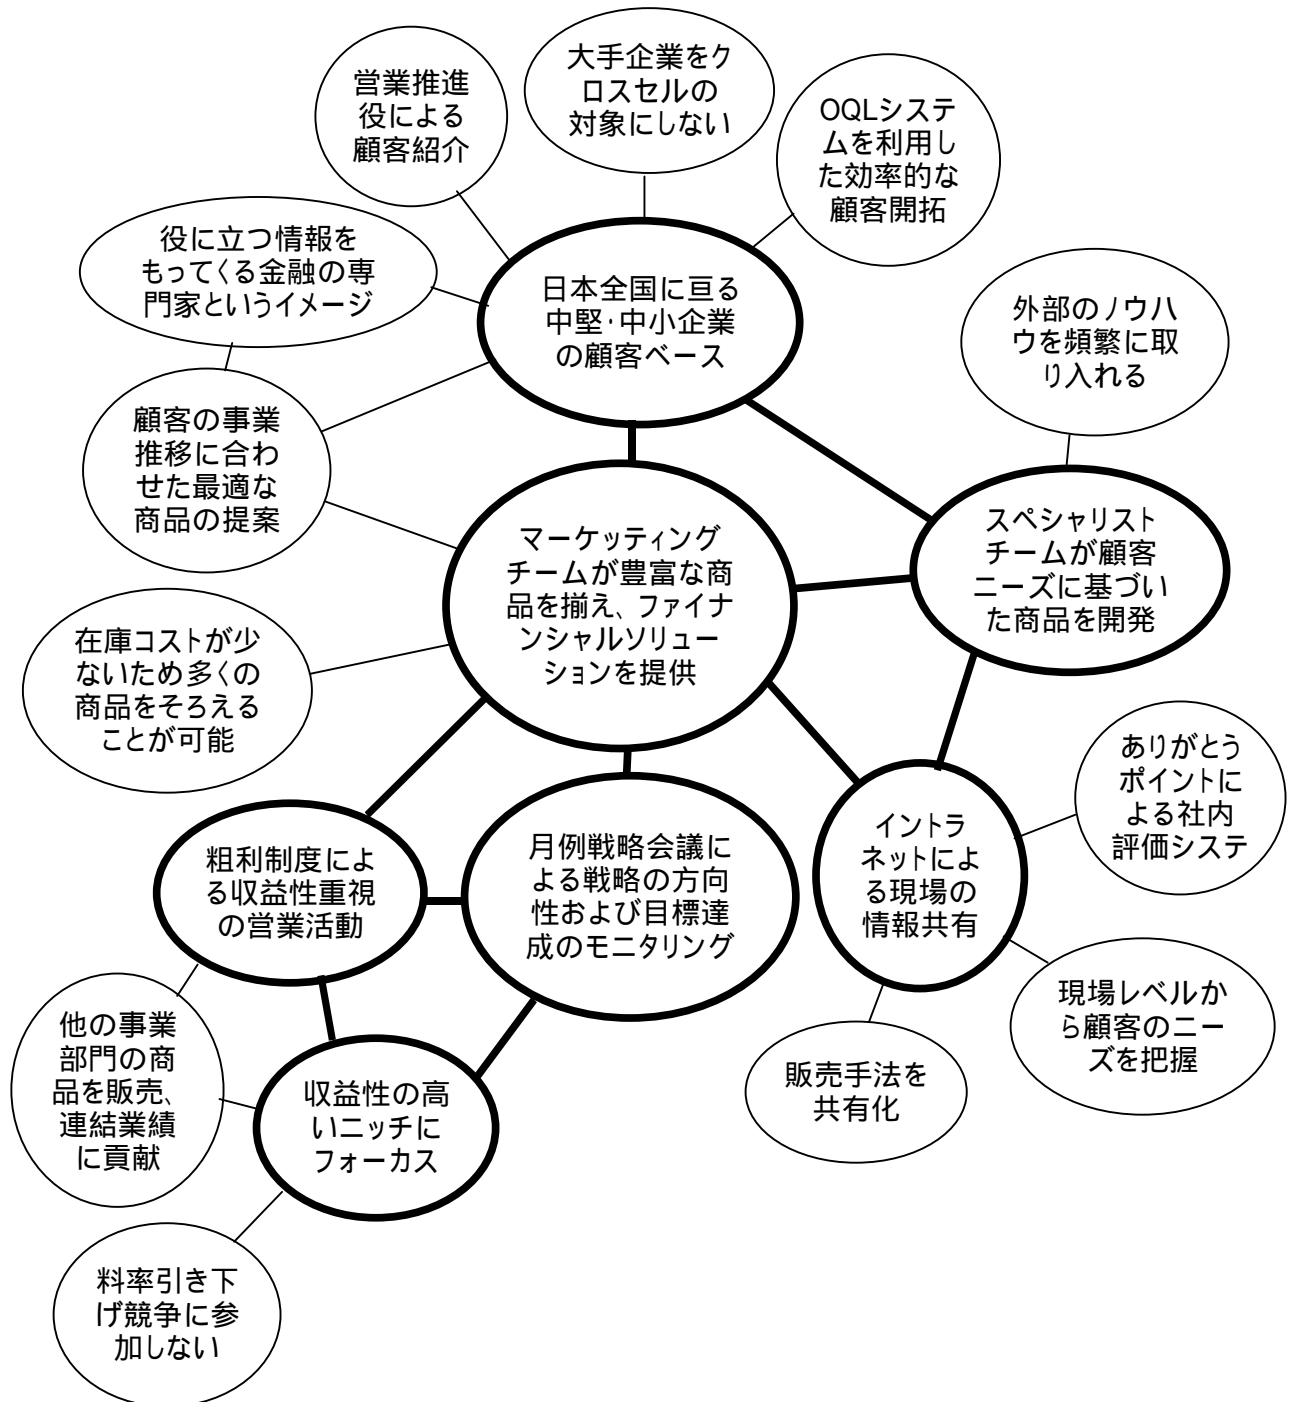 営業推進
役による
顧客紹介
大手企業をク
ロスセルの
対象にしない
OQLシステ
ムを利用し
た効率的な
顧客開拓
役に立つ情報を
もってくる金融の専
門家というイメージ
日本全国に亘る
中堅・中小企業
の顧客ベース
外部のノウハ
ウを頻繁に取
り入れる
顧客の事業
推移に合わ
せた最適な
商品の提案
マーケッティング
チームが豊富な商
品を揃え、ファイナ
ンシャルソリュー
ションを提供
スペシャリスト
チームが顧客
ニーズに基づい
た商品を開発
在庫コストが少
ないため多くの
商品をそろえる
ことが可能
ありがとう
ポイントに
よる社内
評価システ
粗利制度によ
る収益性重視
の営業活動
月例戦略会議に
よる戦略の方向
性および目標達
成のモニタリング
イントラ
ネットによ
る現場の
情報共有
他の事業
部門の商
品を販売、
連結業績
に貢献
収益性の高
いニッチに
フォーカス
販売手法を
共有化
現場レベルか
ら顧客のニー
ズを把握
料率引き下
げ競争に参
加しない